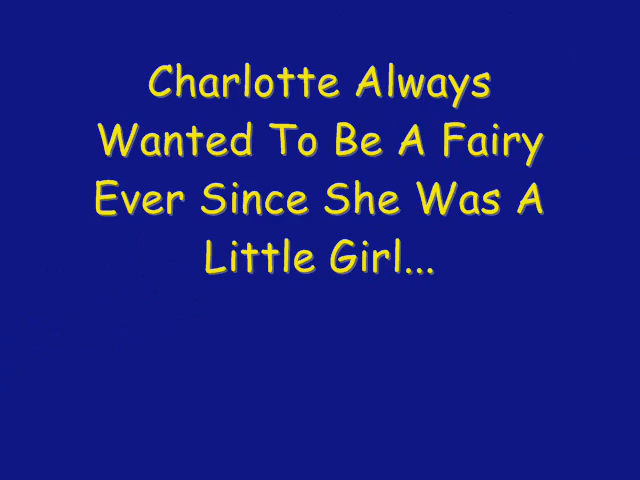 Charlotte Always
Wanted To Be A Fairy
Ever Since She Was A
Little Girl...